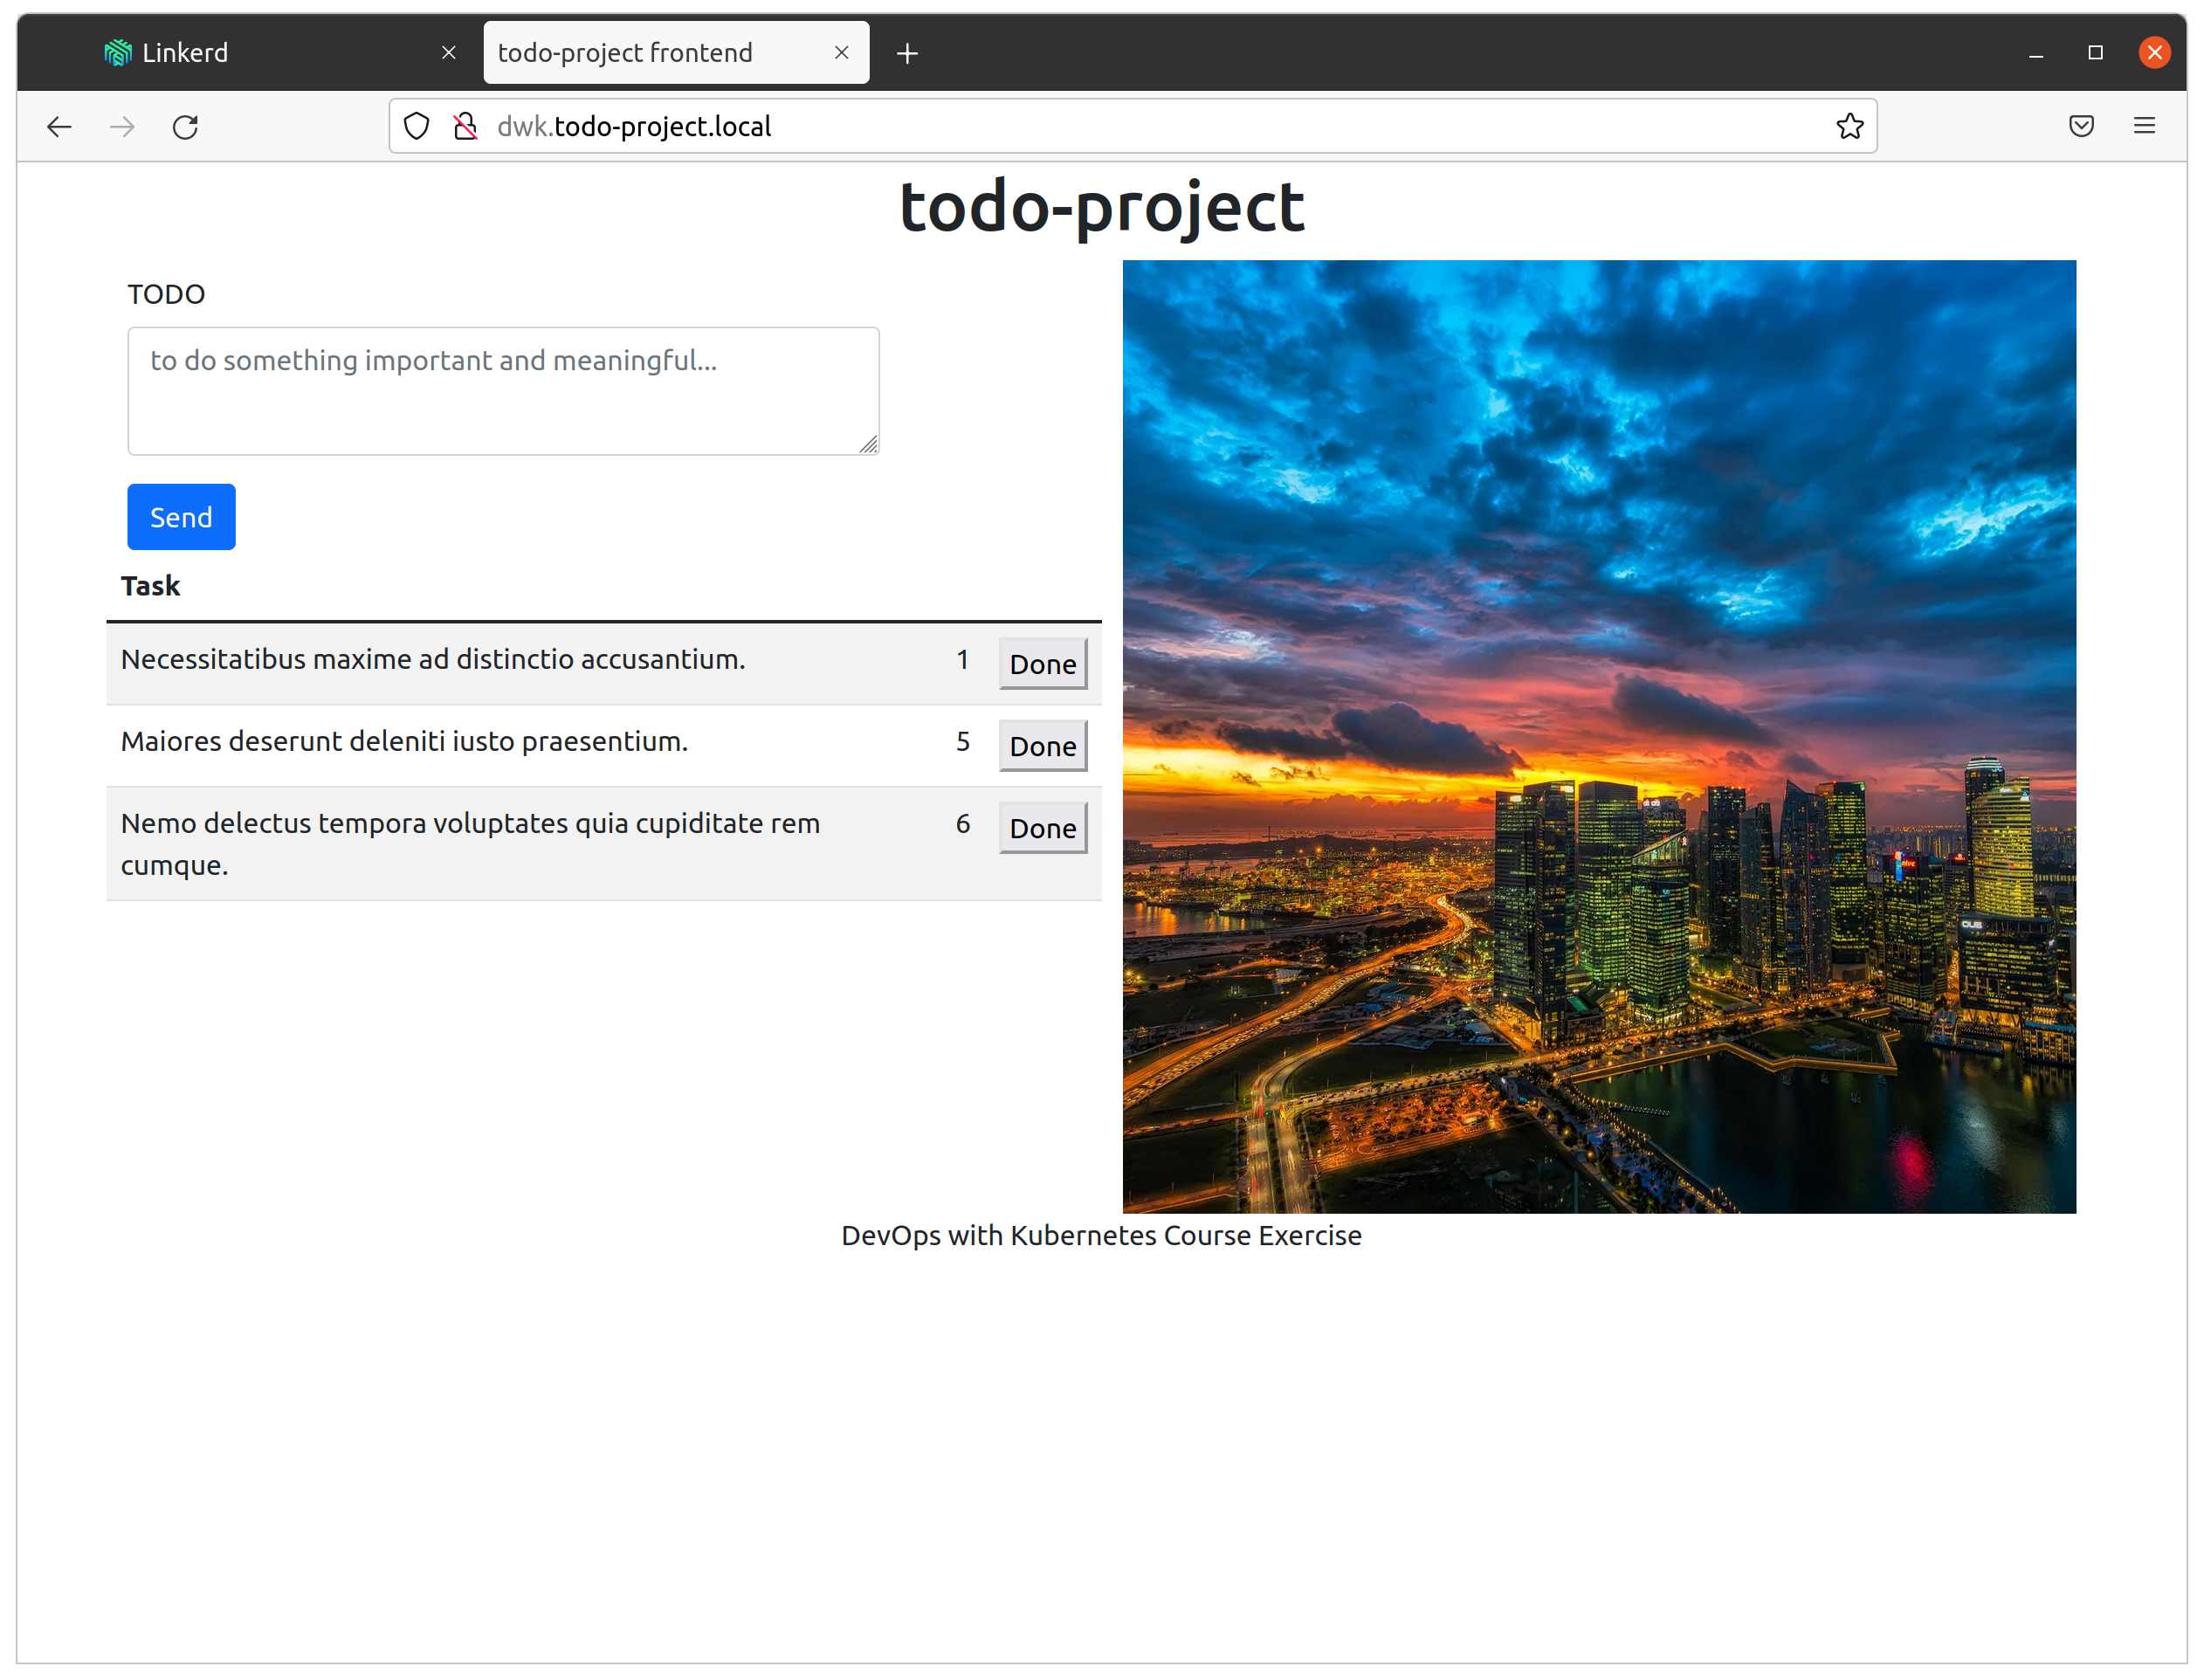 Linkerd
todo-project frontend
dwk.todo-project.local
todo-project
TODO
to do something important and meaningful...
Send
Task
Necessitatibus maxime ad distinctio accusantium. 1 Done
Maiores deserunt deleniti iusto praesentium. 5 Done
Nemo delectus tempora voluptates quia cupiditate rem 6 Done
cumque.
DevOps with Kubernetes Course Exercise